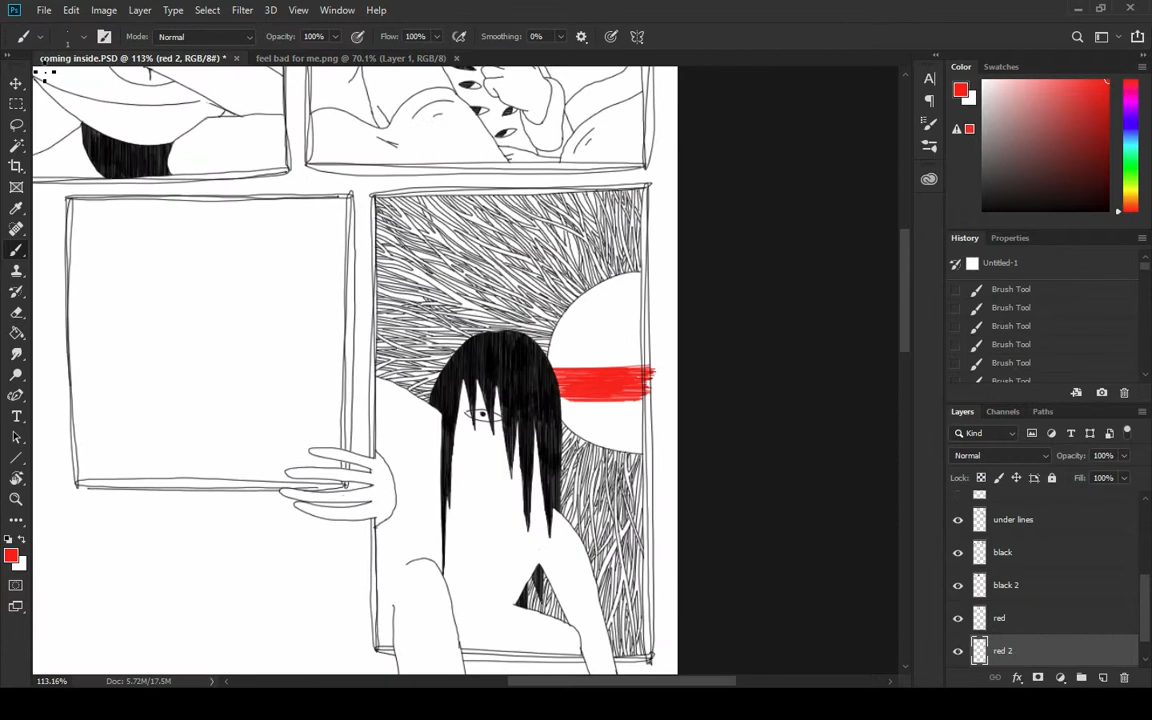 Ps File Edit Image Layer Type Select Filter 3D View Window Help
1 Mode: Normal Opacity: 100% Flow: 100% Smoothing: 0%
coming inside.PSD @ 113% (red 2, RGB/8#) * × feel bad for me.png @ 70.1% (Layer 1, RGB/8) ×
Color Swatches
History Properties
Untitled-1
Brush Tool
Brush Tool
Brush Tool
Brush Tool
Brush Tool
Brush Tool
Layers Channels Paths
Kind
Normal Opacity: 100%
Lock: Fill: 100%
under lines
black
black 2
red
red 2
113.16% Doc: 5.72M/17.5M